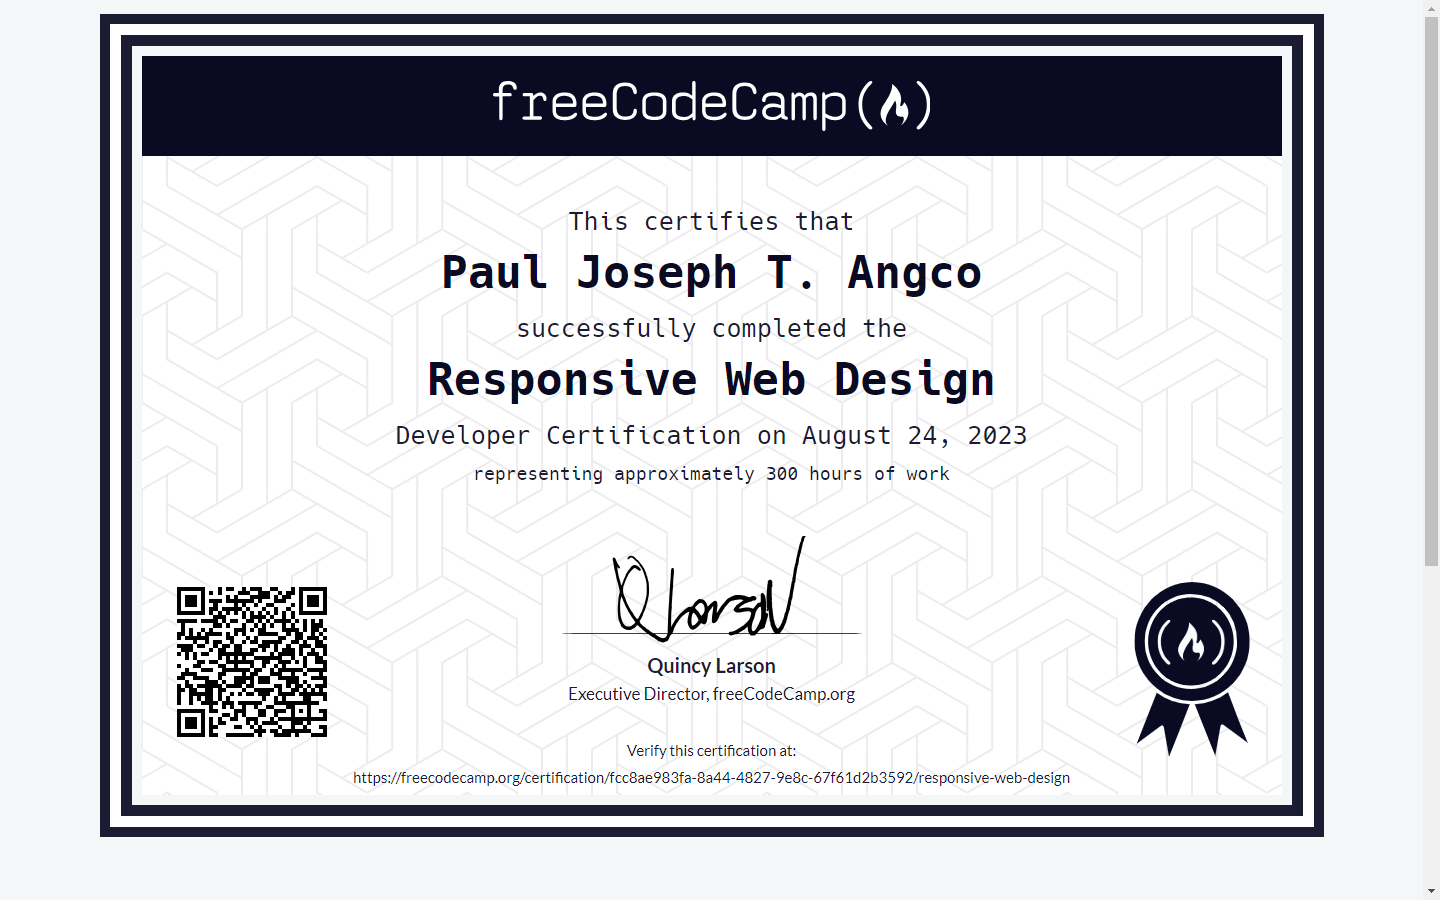 freeCodeCamp
This certifies that
Paul Joseph T. Angco
successfully completed the
Responsive Web Design
Developer Certification on August 24, 2023
representing approximately 300 hours of work
Q Larson
Quincy Larson
Executive Director, freeCodeCamp.org
Verify this certification at:
https://freecodecamp.org/certification/fcc8ae983fa-8a44-4827-9e8c-67f61d2b3592/responsive-web-design